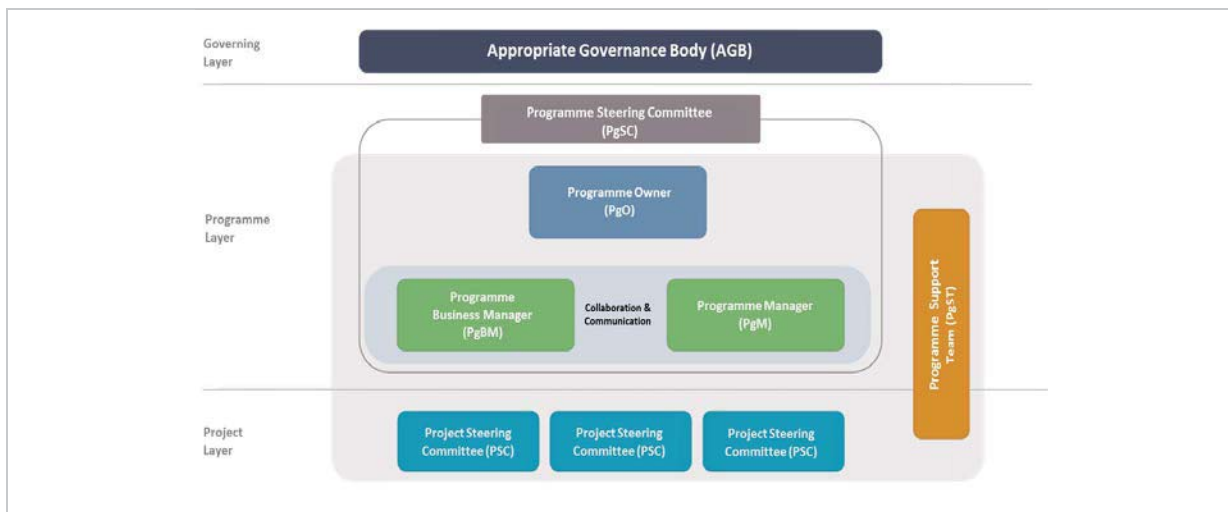 Governing
Layer
Appropriate Governance Body (AGB)
Programme Steering Committee
(PgSC)
Programme Owner
(PgO)
Programme
Layer
Programme
Business Manager
(PgBM)
Collaboration &
Communication
Programme Manager
(PgM)
Programme Support
Team (PgST)
Project
Layer
Project Steering
Committee (PSC)
Project Steering
Committee (PSC)
Project Steering
Committee (PSC)